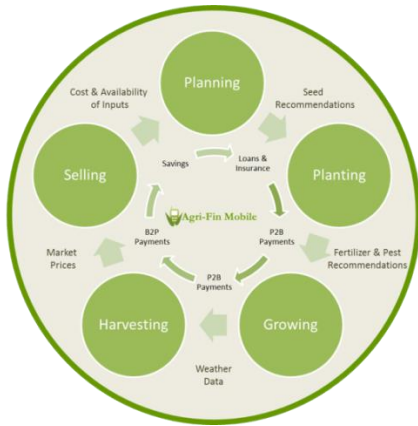 Planning
Cost & Availability
of Inputs
Seed
Recommendations
Savings
Loans &
Insurance
Selling
Planting
Agri-Fin Mobile
B2P
Payments
P2B
Payments
Market
Prices
Fertilizer & Pest
Recommendations
P2B
Payments
Harvesting
Growing
Weather
Data